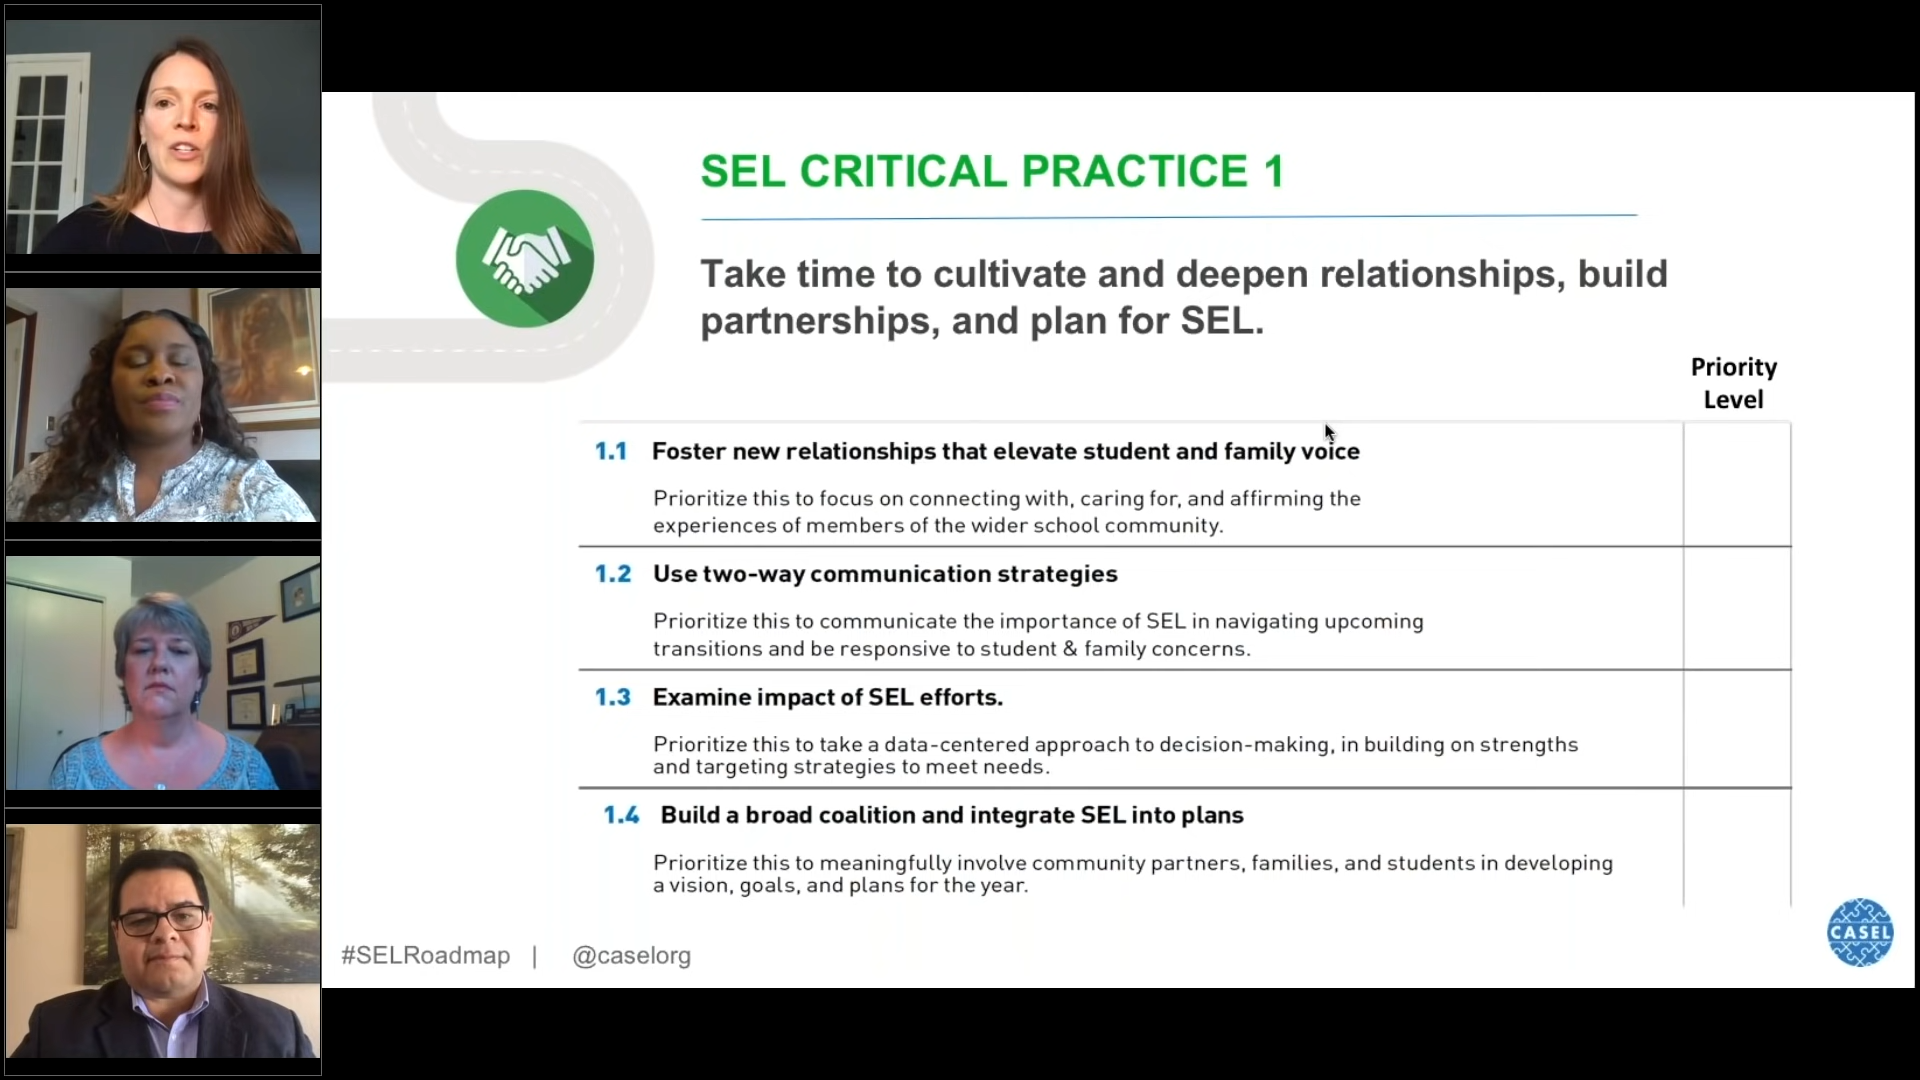 SEL CRITICAL PRACTICE 1
Take time to cultivate and deepen relationships, build
partnerships, and plan for SEL.
Priority
Level
1.1 Foster new relationships that elevate student and family voice
Prioritize this to focus on connecting with, caring for, and affirming the
experiences of members of the wider school community.
1.2 Use two-way communication strategies
Prioritize this to communicate the importance of SEL in navigating upcoming
transitions and be responsive to student & family concerns.
1.3 Examine impact of SEL efforts.
Prioritize this to take a data-centered approach to decision-making, in building on strengths
and targeting strategies to meet needs.
1.4 Build a broad coalition and integrate SEL into plans
Prioritize this to meaningfully involve community partners, families, and students in developing
a vision, goals, and plans for the year.
#SELRoadmap | @caselorg
CASEL